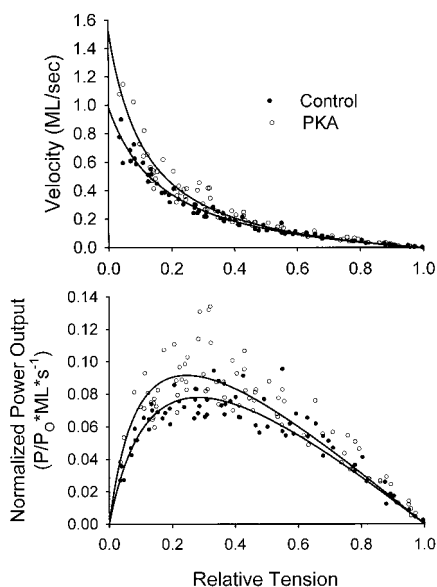 1.6
1.4
1.2
1.0
0.8
0.6
0.4
0.2
0.0
Velocity (ML/sec)
Control
PKA
0.0 0.2 0.4 0.6 0.8 1.0
0.14
0.12
0.10
0.08
0.06
0.04
0.02
0.00
Normalized Power Output
(P/PO*ML*s-1)
0.0 0.2 0.4 0.6 0.8 1.0
Relative Tension